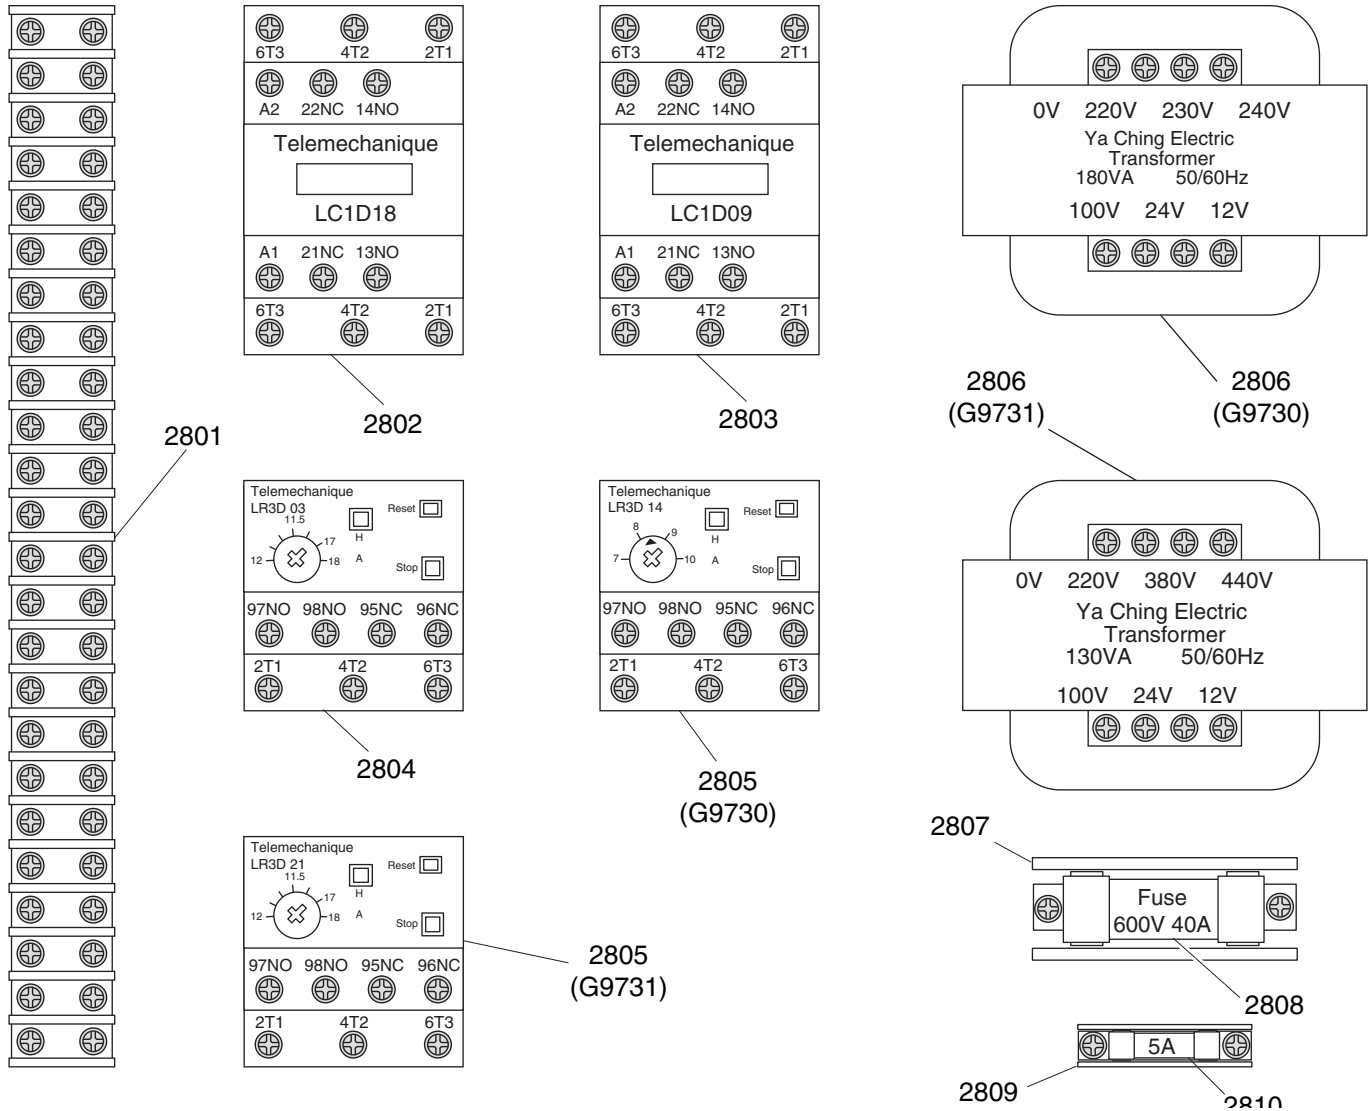 6T3 4T2 2T1
A2 22NC 14NO
Telemechanique
LC1D18
A1 21NC 13NO
6T3 4T2 2T1
2802
6T3 4T2 2T1
A2 22NC 14NO
Telemechanique
LC1D09
A1 21NC 13NO
6T3 4T2 2T1
2803
0V 220V 230V 240V
Ya Ching Electric
Transformer
180VA 50/60Hz
100V 24V 12V
2806
(G9731)
2806
(G9730)
2801
Telemechanique
LR3D 03
11.5
12
17
18
H
A
Reset
Stop
97NO 98NO 95NC 96NC
2T1 4T2 6T3
2804
Telemechanique
LR3D 14
8
9
7
10
H
A
Reset
Stop
97NO 98NO 95NC 96NC
2T1 4T2 6T3
2805
(G9730)
0V 220V 380V 440V
Ya Ching Electric
Transformer
130VA 50/60Hz
100V 24V 12V
Telemechanique
LR3D 21
11.5
12
17
18
H
A
Reset
Stop
97NO 98NO 95NC 96NC
2T1 4T2 6T3
2805
(G9731)
2807
Fuse
600V 40A
2808
5A
2809
2810